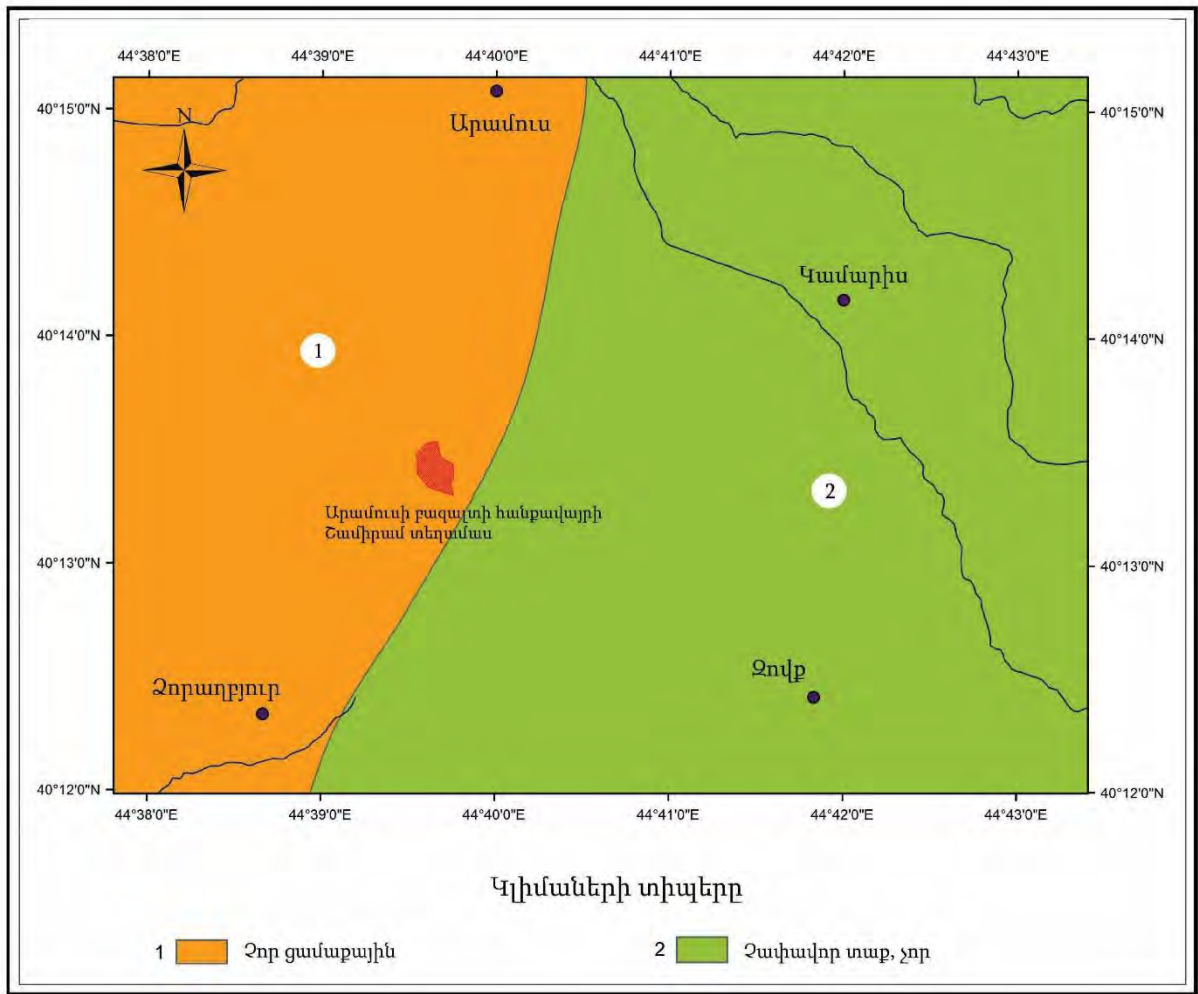 44°38'0"E 44°39'0"E 44°40'0"E 44°41'0"E 44°42'0"E 44°43'0"E
40°15'0"N 40°15'0"N
N
Արամուս
Կամարիս
40°14'0"N 40°14'0"N
1
2
Արամուսի բազալտի հանքավայրի
Շամիրամ տեղամաս
40°13'0"N 40°13'0"N
Զովք
Ձորաղբյուր
40°12'0"N 40°12'0"N
44°38'0"E 44°39'0"E 44°40'0"E 44°41'0"E 44°42'0"E 44°43'0"E
Կլիմաների տիպերը
1 Չոր ցամաքային 2 Չափավոր տաք, չոր